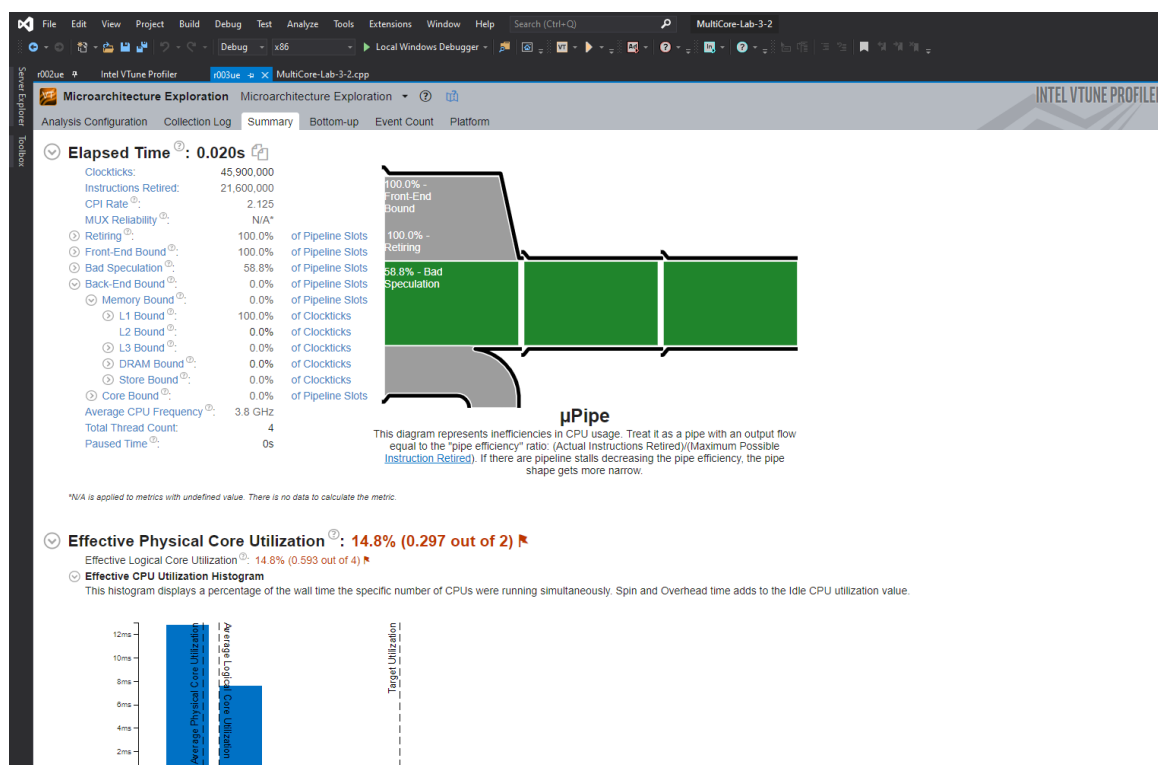 File Edit View Project Build Debug Test Analyze Tools Extensions Window Help Search (Ctrl+Q) MultiCore-Lab-3-2
Debug x86 Local Windows Debugger
Server Explorer
Toolbox
r002ue Intel VTune Profiler r003ue MultiCore-Lab-3-2.cpp
Microarchitecture Exploration Microarchitecture Exploration
INTEL VTUNE PROFILER
Analysis Configuration Collection Log Summary Bottom-up Event Count Platform
Elapsed Time: 0.020s
Clockticks: 45,900,000
Instructions Retired: 21,600,000
CPI Rate: 2.125
MUX Reliability: N/A*
Retiring: 100.0% of Pipeline Slots
Front-End Bound: 100.0% of Pipeline Slots
Bad Speculation: 58.8% of Pipeline Slots
Back-End Bound: 0.0% of Pipeline Slots
Memory Bound: 0.0% of Pipeline Slots
L1 Bound: 100.0% of Clockticks
L2 Bound: 0.0% of Clockticks
L3 Bound: 0.0% of Clockticks
DRAM Bound: 0.0% of Clockticks
Store Bound: 0.0% of Clockticks
Core Bound: 0.0% of Pipeline Slots
Average CPU Frequency: 3.8 GHz
Total Thread Count: 4
Paused Time: 0s
100.0% -
Front-End
Bound
100.0% -
Retiring
58.8% - Bad
Speculation
µPipe
This diagram represents inefficiencies in CPU usage. Treat it as a pipe with an output flow
equal to the "pipe efficiency" ratio: (Actual Instructions Retired)/(Maximum Possible
Instruction Retired). If there are pipeline stalls decreasing the pipe efficiency, the pipe
shape gets more narrow.
*N/A is applied to metrics with undefined value. There is no data to calculate the metric.
Effective Physical Core Utilization: 14.8% (0.297 out of 2)
Effective Logical Core Utilization: 14.8% (0.593 out of 4)
Effective CPU Utilization Histogram
This histogram displays a percentage of the wall time the specific number of CPUs were running simultaneously. Spin and Overhead time adds to the Idle CPU utilization value.
12ms
10ms
8ms
6ms
4ms
2ms
Average Physical Core Utilization
Average Logical Core Utilization
Target Utilization